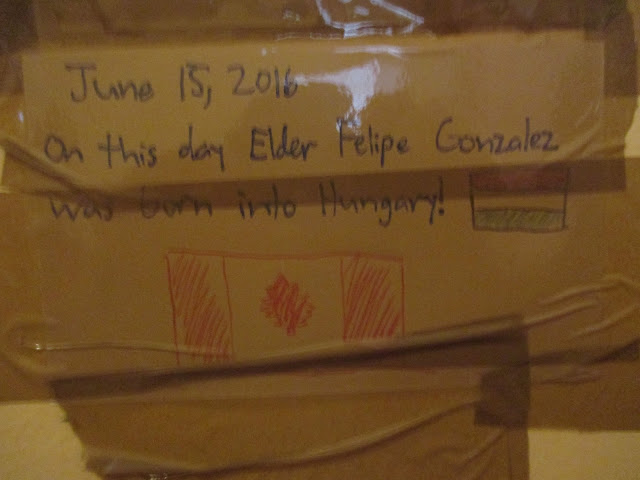 June 15, 2016
On this day Elder Felipe Gonzalez
was born into Hungary!